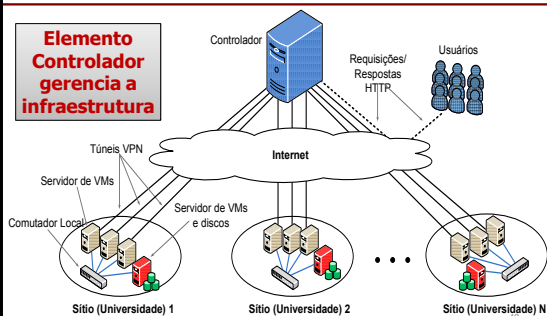 Elemento
Controlador
gerencia a
infraestrutura
Controlador
Requisições/
Respostas
HTTP
Usuários
Túneis VPN
Internet
Servidor de VMs
Comutador Local
Servidor de VMs
e discos
• • •
Sítio (Universidade) 1
Sítio (Universidade) 2
Sítio (Universidade) N